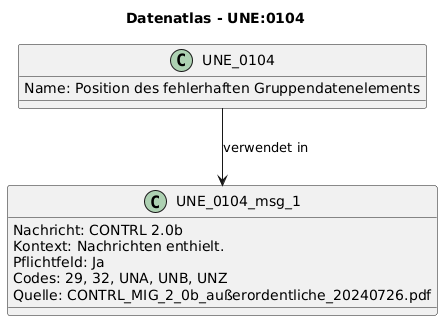 Datenatlas - UNE:0104
C UNE_0104
Name: Position des fehlerhaften Gruppendatenelements
verwendet in
C UNE_0104_msg_1
Nachricht: CONTRL 2.0b
Kontext: Nachrichten enthielt.
Pflichtfeld: Ja
Codes: 29, 32, UNA, UNB, UNZ
Quelle: CONTRL_MIG_2_0b_außerordentliche_20240726.pdf